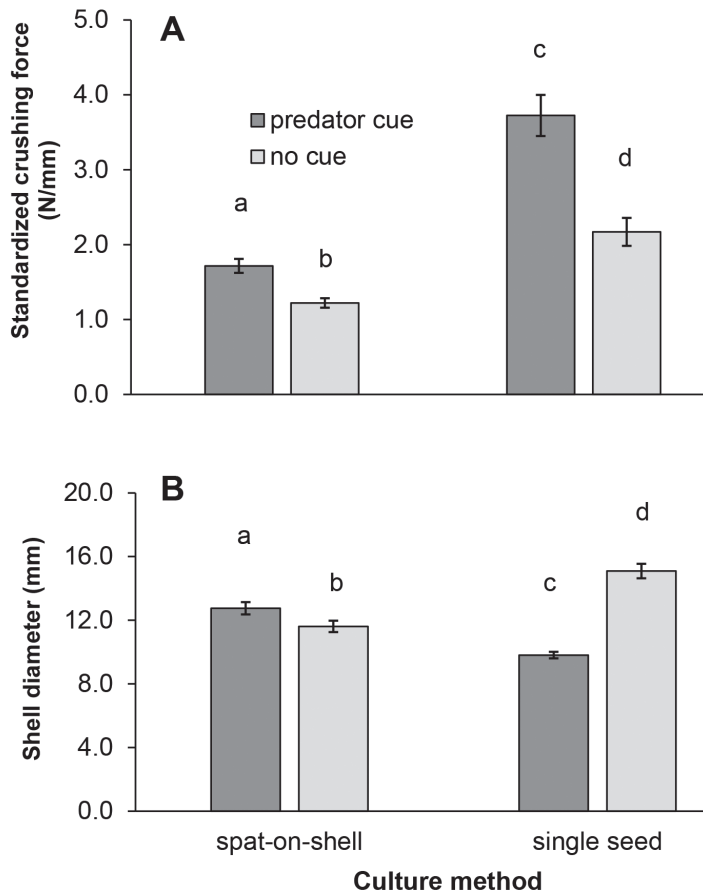 A
5.0
4.0
3.0
2.0
1.0
0.0
Standardized crushing force
(N/mm)
predator cue
no cue
a
b
c
d
B
20.0
16.0
12.0
8.0
4.0
0.0
Shell diameter (mm)
a
b
c
d
spat-on-shell
single seed
Culture method